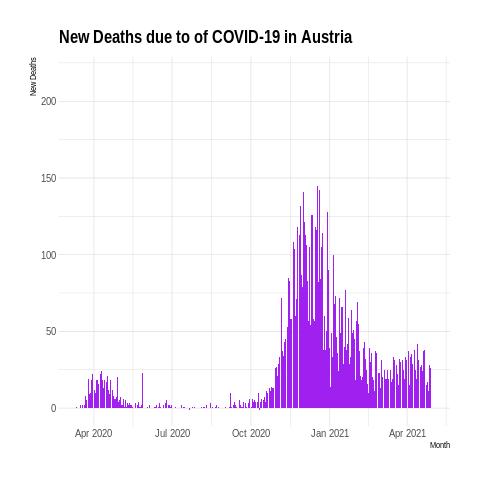 New Deaths due to of COVID-19 in Austria
New Deaths
200
150
100
50
0
Apr 2020 Jul 2020 Oct 2020 Jan 2021 Apr 2021
Month